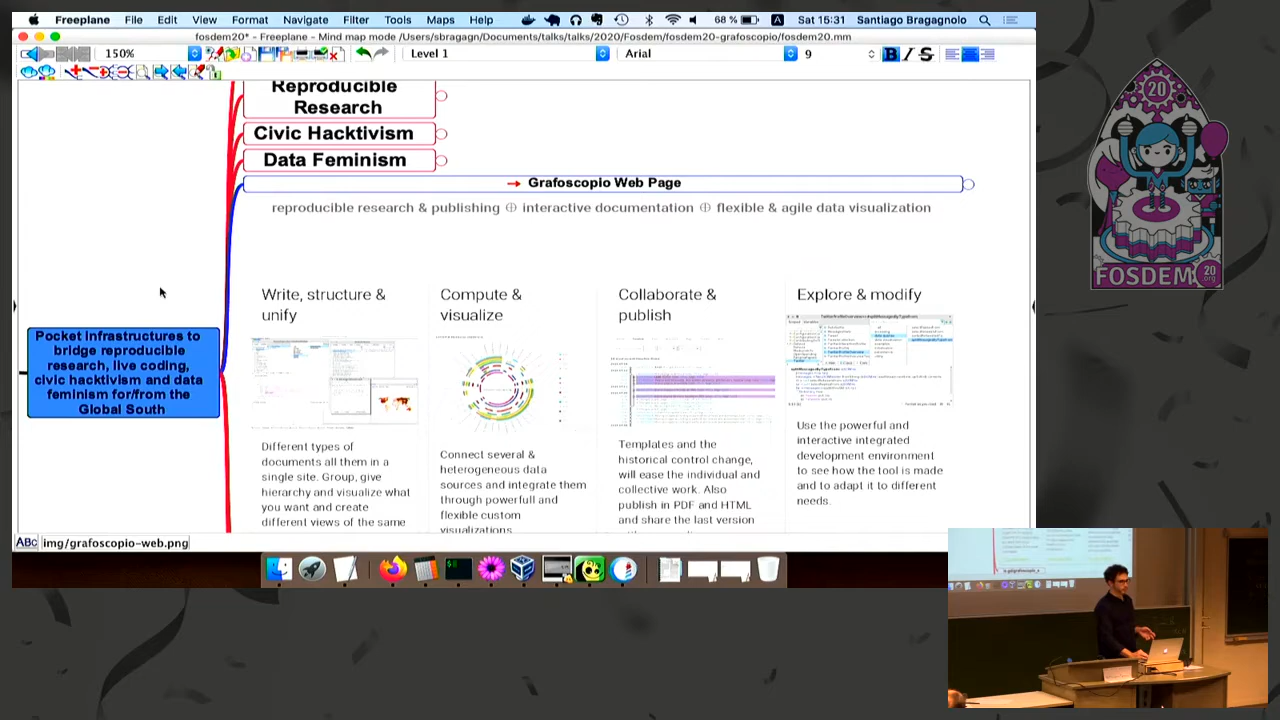 Freeplane File Edit View Format Navigate Filter Tools Maps Help 68 % A Sat 15:31 Santiago Bragagnolo
fosdem20* - Freeplane - Mind map mode /Users/sbragagn/Documents/talks/talks/2020/Fosdem/fosdem20-grafoscopio/fosdem20.mm
150% Level 1 Arial 9 B I S
Reproducible
Research
Civic Hacktivism
Data Feminism
Grafoscopio Web Page
reproducible research & publishing ⊕ interactive documentation ⊕ flexible & agile data visualization
Write, structure &
unify
Different types of
documents all them in a
single site. Group, give
hierarchy and visualize what
you want and create
different views of the same
Compute &
visualize
Connect several &
heterogeneous data
sources and integrate them
through powerfull and
flexible custom
visualizations
Collaborate &
publish
Templates and the
historical control change,
will ease the individual and
collective work. Also
publish in PDF and HTML
and share the last version
Explore & modify
Use the powerful and
interactive integrated
development environment
to see how the tool is made
and to adapt it to different
needs.
Pocket infrastructures to
bridge reproducible
research, live coding,
civic hacktivism and data
feminism in/from the
Global South
ABC img/grafoscopio-web.png
20
FOSDEM 20
.org